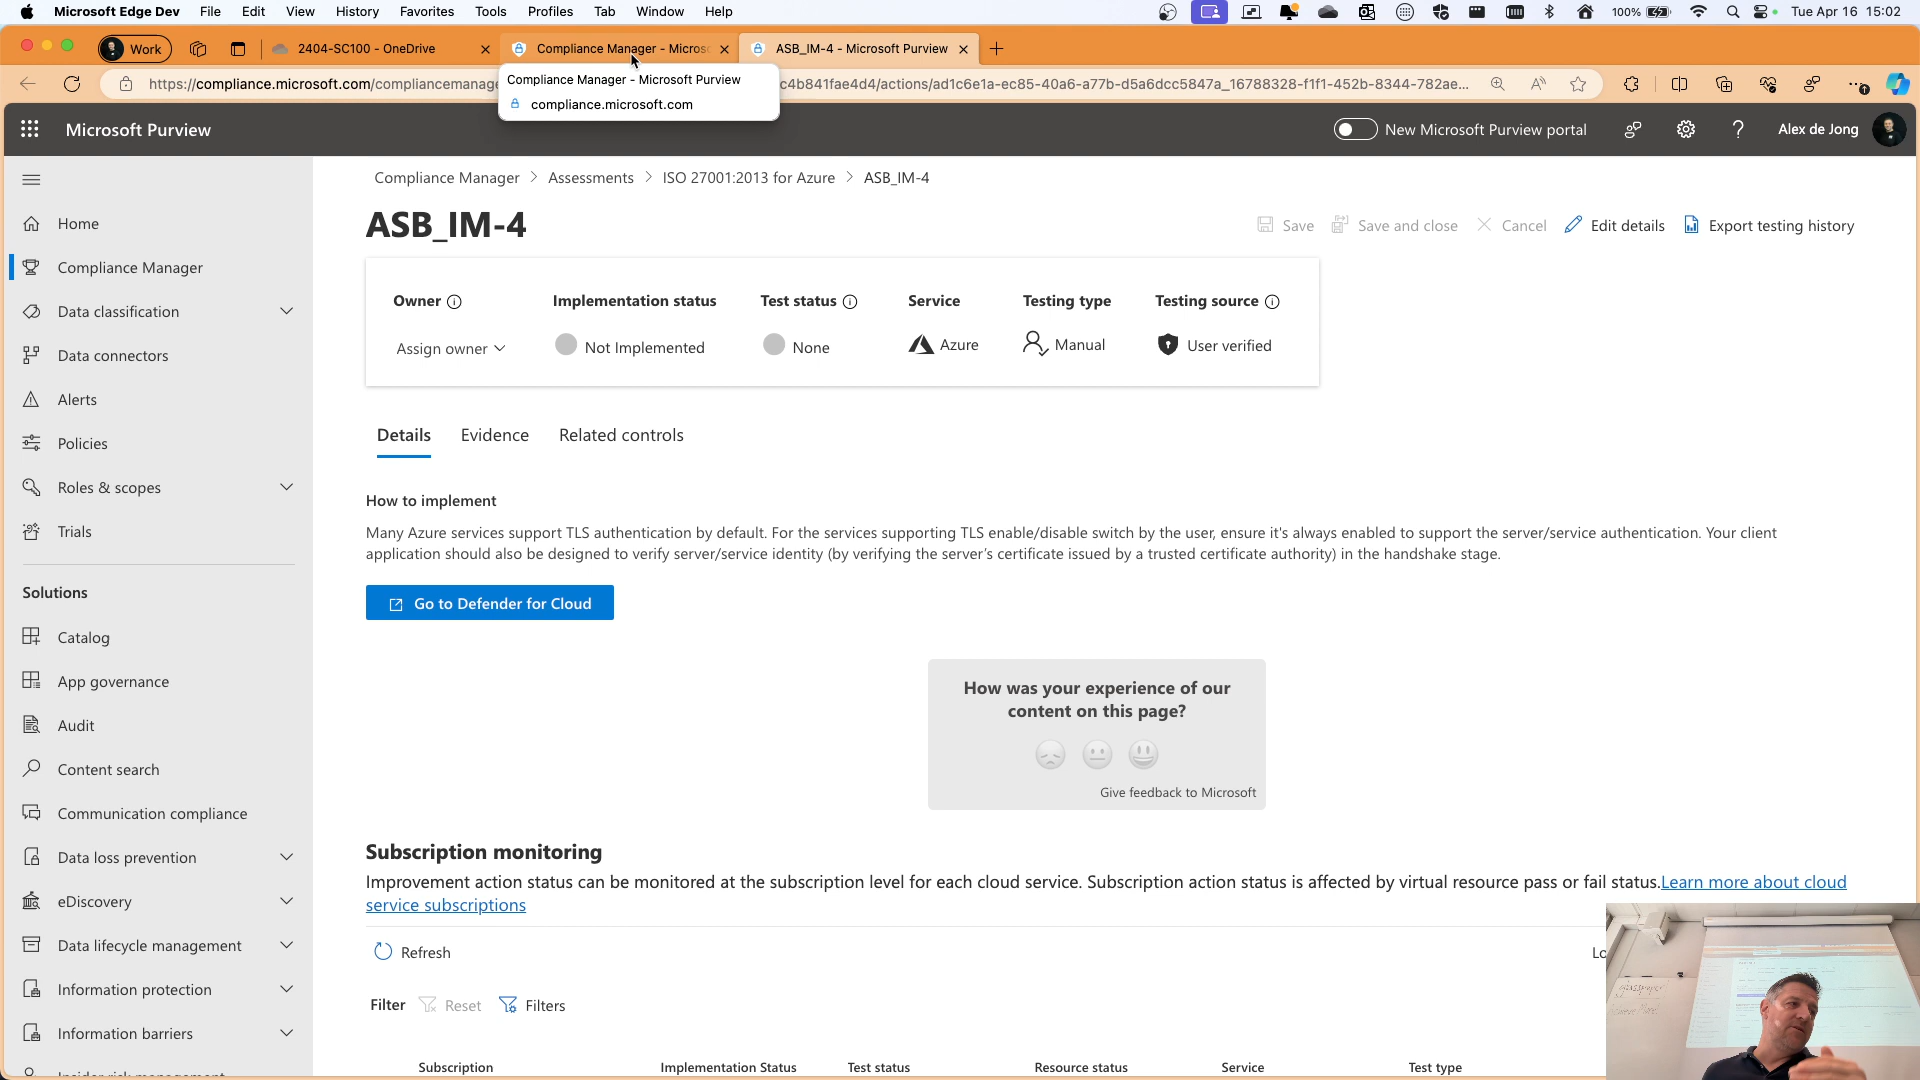 Microsoft Edge Dev File Edit View History Favorites Tools Profiles Tab Window Help 100% Tue Apr 16 15:02
Work 2404-SC100 - OneDrive Compliance Manager - Micros ASB_IM-4 - Microsoft Purview
https://compliance.microsoft.com/compliancemanage c4b841fae4d4/actions/ad1c6e1a-ec85-40a6-a77b-d5a6dcc5847a_16788328-f1f1-452b-8344-782ae...
Compliance Manager - Microsoft Purview
compliance.microsoft.com
Microsoft Purview New Microsoft Purview portal Alex de Jong
Home
Compliance Manager
Data classification
Data connectors
Alerts
Policies
Roles & scopes
Trials
Solutions
Catalog
App governance
Audit
Content search
Communication compliance
Data loss prevention
eDiscovery
Data lifecycle management
Information protection
Information barriers
Insider risk management
Compliance Manager > Assessments > ISO 27001:2013 for Azure > ASB_IM-4
ASB_IM-4
Save Save and close Cancel Edit details Export testing history
Owner Implementation status Test status Service Testing type Testing source
Assign owner Not Implemented None Azure Manual User verified
Details Evidence Related controls
How to implement
Many Azure services support TLS authentication by default. For the services supporting TLS enable/disable switch by the user, ensure it's always enabled to support the server/service authentication. Your client
application should also be designed to verify server/service identity (by verifying the server's certificate issued by a trusted certificate authority) in the handshake stage.
Go to Defender for Cloud
How was your experience of our
content on this page?
Give feedback to Microsoft
Subscription monitoring
Improvement action status can be monitored at the subscription level for each cloud service. Subscription action status is affected by virtual resource pass or fail status.Learn more about cloud
service subscriptions
Refresh Lo
Filter Reset Filters
Subscription Implementation Status Test status Resource status Service Test type